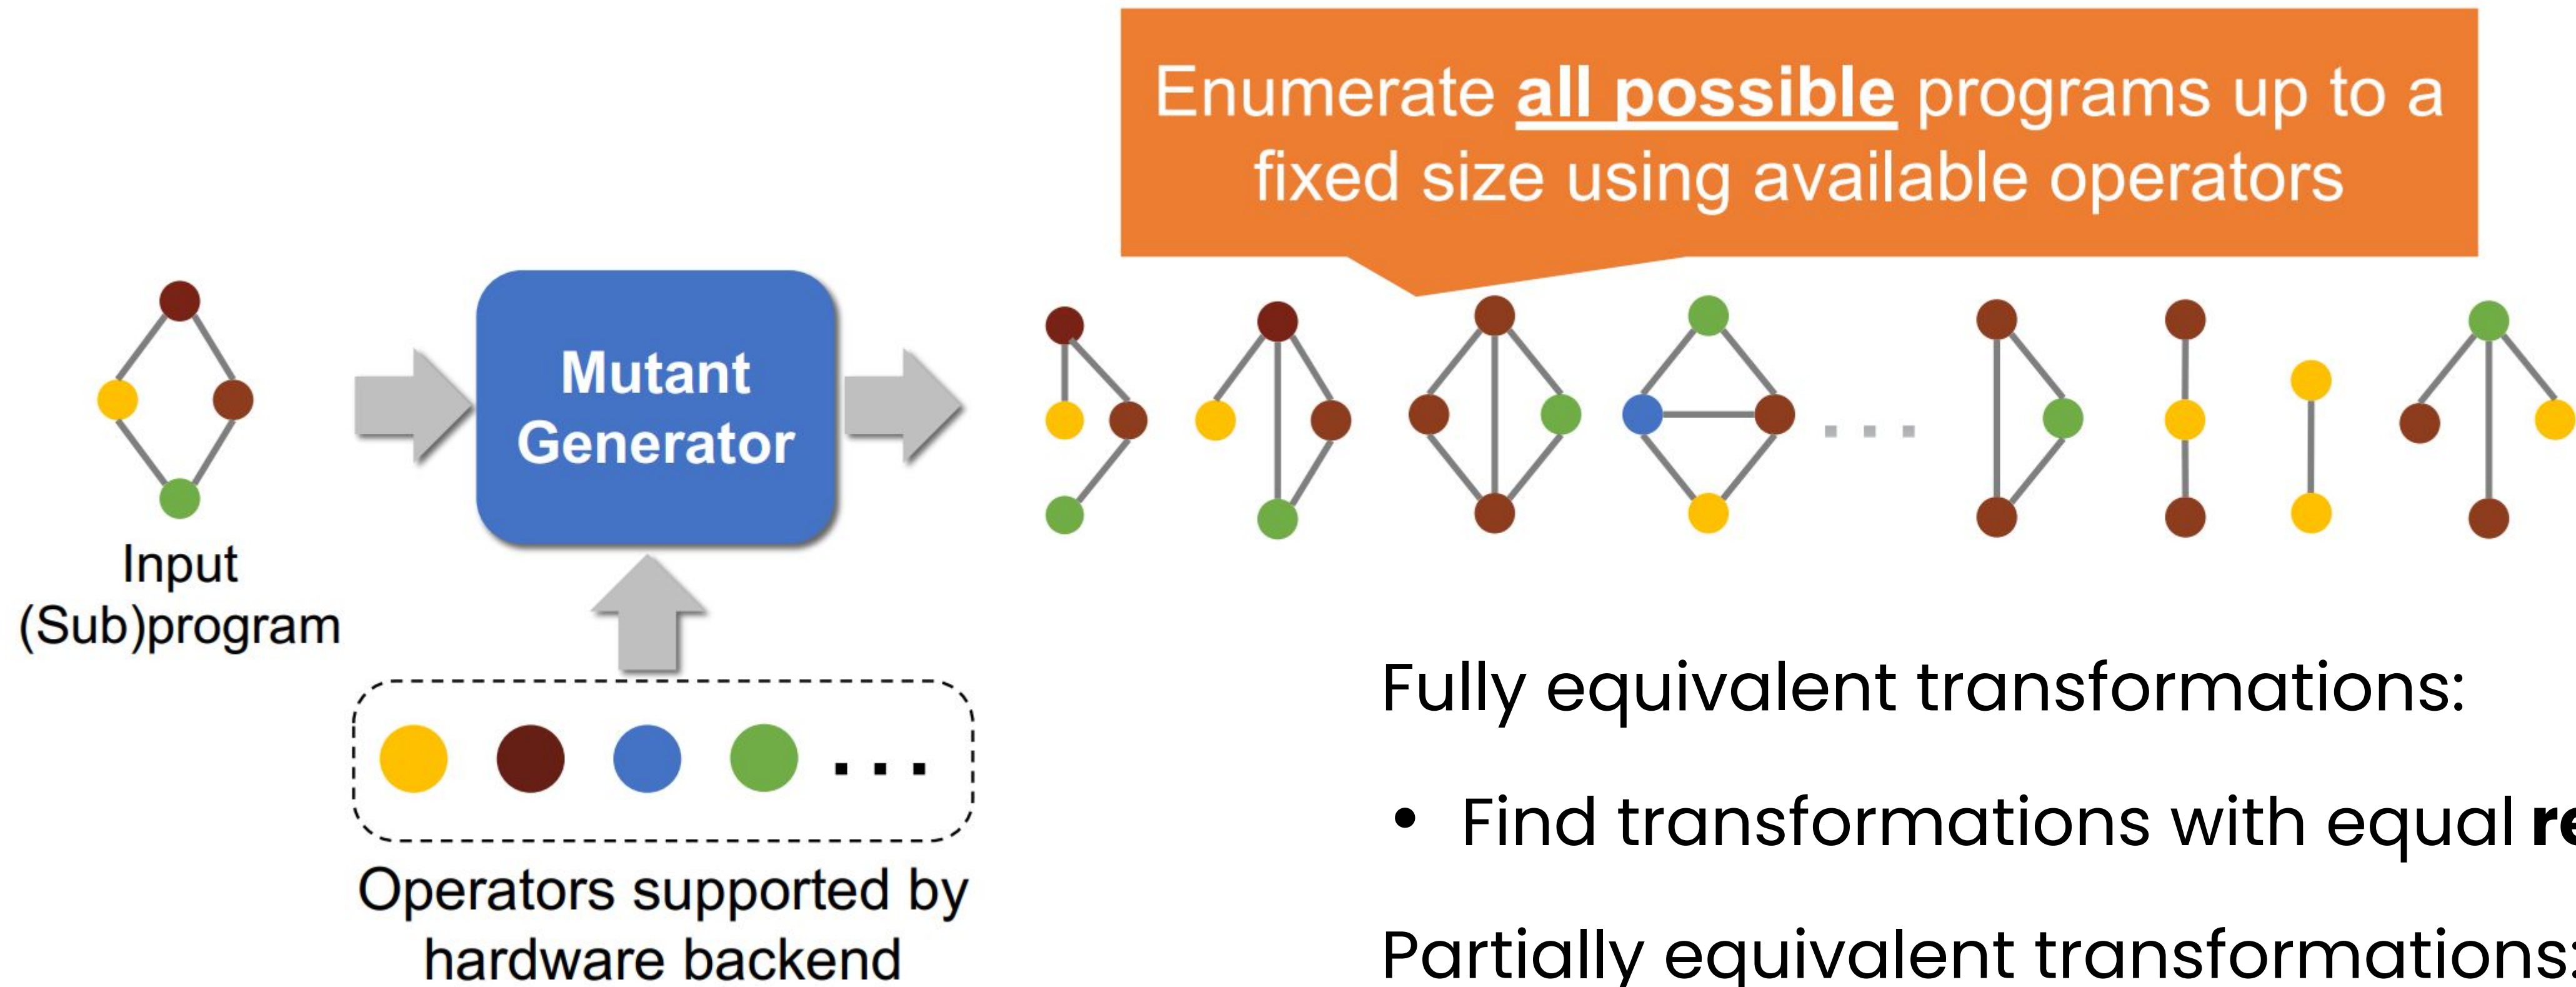 Enumerate all possible programs up to a
fixed size using available operators
Mutant
Generator
Input
(Sub)program
Operators supported by
hardware backend
Fully equivalent transformations:
• Find transformations with equal
Partially equivalent transformations: